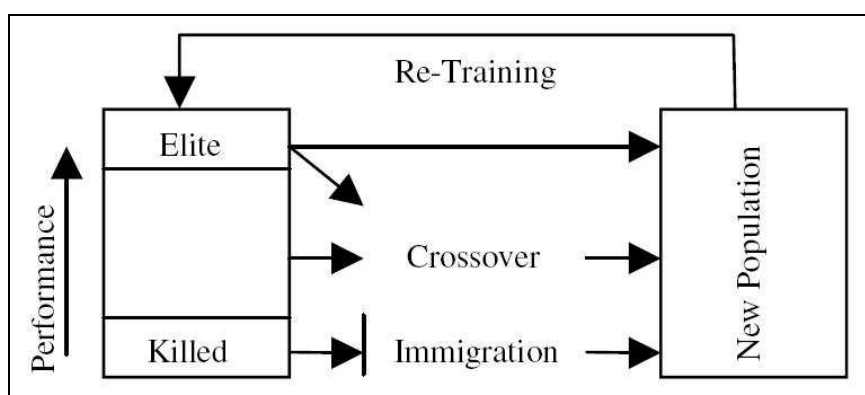 Re-Training
Elite
Performance
Crossover
New Population
Killed
Immigration